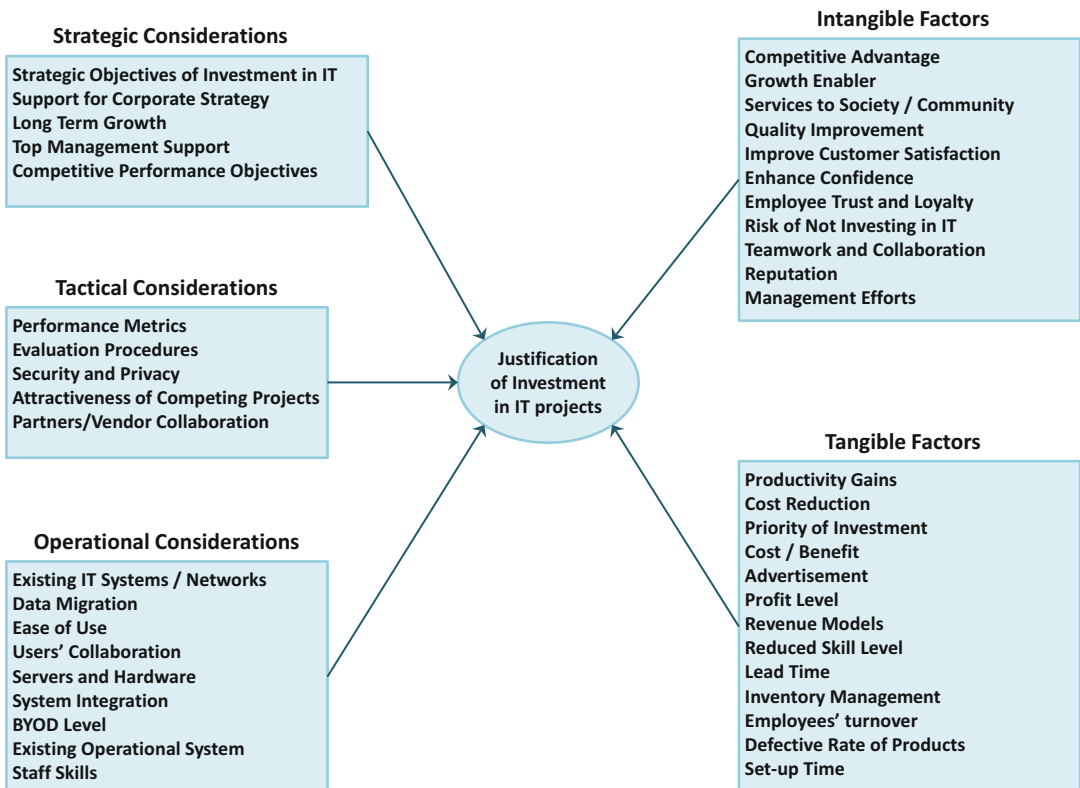 Strategic Considerations
Strategic Objectives of Investment in IT
Support for Corporate Strategy
Long Term Growth
Top Management Support
Competitive Performance Objectives
Tactical Considerations
Performance Metrics
Evaluation Procedures
Security and Privacy
Attractiveness of Competing Projects
Partners/Vendor Collaboration
Operational Considerations
Existing IT Systems / Networks
Data Migration
Ease of Use
Users’ Collaboration
Servers and Hardware
System Integration
BYOD Level
Existing Operational System
Staff Skills
Justification
of Investment
in IT projects
Intangible Factors
Competitive Advantage
Growth Enabler
Services to Society / Community
Quality Improvement
Improve Customer Satisfaction
Enhance Confidence
Employee Trust and Loyalty
Risk of Not Investing in IT
Teamwork and Collaboration
Reputation
Management Efforts
Tangible Factors
Productivity Gains
Cost Reduction
Priority of Investment
Cost / Benefit
Advertisement
Profit Level
Revenue Models
Reduced Skill Level
Lead Time
Inventory Management
Employees’ turnover
Defective Rate of Products
Set-up Time